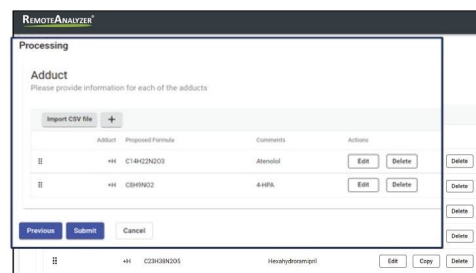 REMOTEANALYZER®
Processing
Adduct
Please provide information for each of the adducts
Import CSV file +
Adduct Proposed Formula Comments Actions
+H C14H22N2O3 Atenolol Edit Delete Delete
+H C8H9NO2 4-HPA Edit Delete Delete
Delete
Previous Submit Cancel Delete
+H C23H38N2O5 Hexahydroramipril Edit Copy Delete